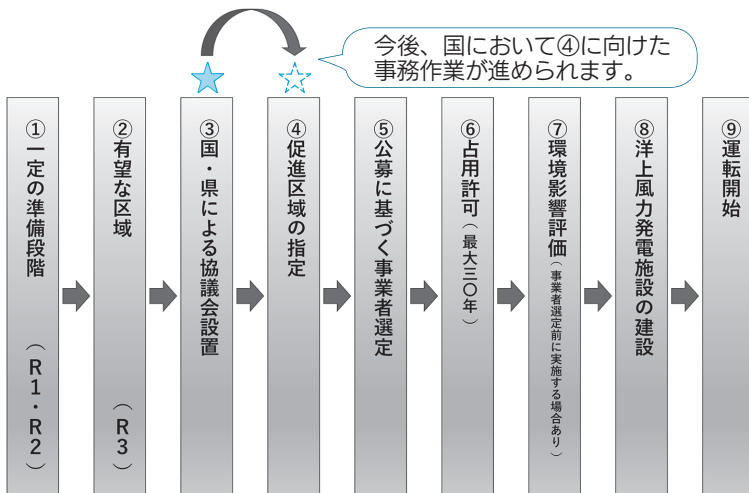 今後、国において④に向けた
事務作業が進められます。
①一定の準備段階（R1・R2）
②有望な区域（R3）
③国・県による協議会設置
④促進区域の指定
⑤公募に基づく事業者選定
⑥占用許可（最大三〇年）
⑦環境影響評価（事業者選定前に実施する場合あり）
⑧洋上風力発電施設の建設
⑨運転開始